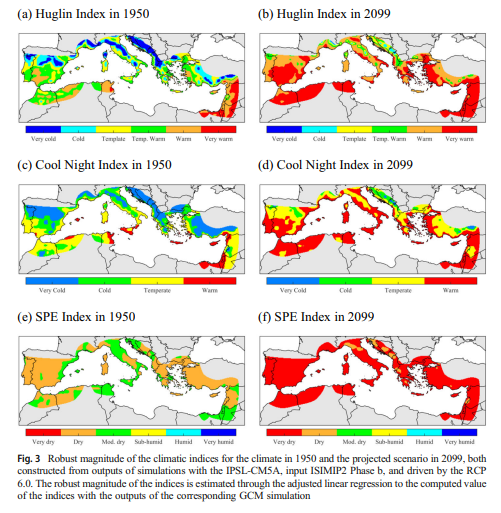 (a) Huglin Index in 1950
(b) Huglin Index in 2099
Very cold Cold Template Temp. Warm Warm Very warm
Very cold Cold Template Temp. Warm Warm Very warm
(c) Cool Night Index in 1950
(d) Cool Night Index in 2099
Very Cold Cold Temperate Warm
Very Cold Cold Temperate Warm
(e) SPE Index in 1950
(f) SPE Index in 2099
Very dry Dry Mod. dry Sub-humid Humid Very humid
Very dry Dry Mod. dry Sub-humid Humid Very humid
Fig. 3 Robust magnitude of the climatic indices for the climate in 1950 and the projected scenario in 2099, both
constructed from outputs of simulations with the IPSL-CM5A, input ISIMIP2 Phase b, and driven by the RCP
6.0. The robust magnitude of the indices is estimated through the adjusted linear regression to the computed value
of the indices with the outputs of the corresponding GCM simulation